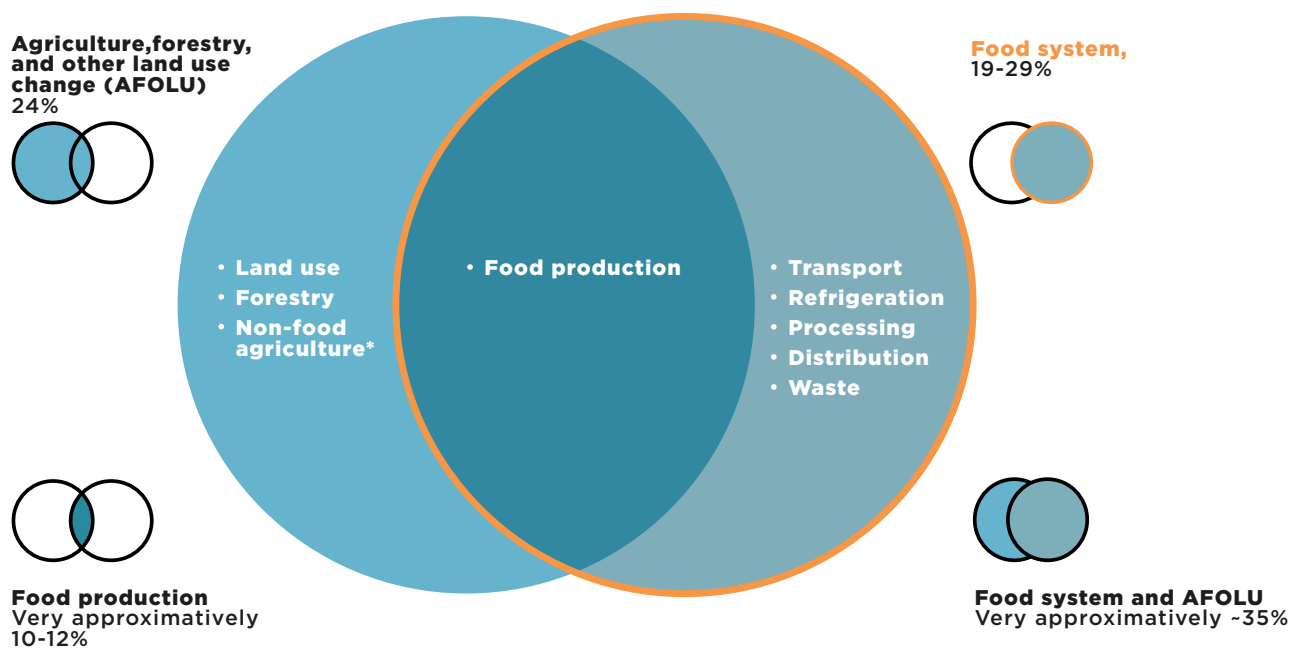 Agriculture,forestry,
and other land use
change (AFOLU)
24%
Food system,
19-29%
• Land use
• Forestry
• Non-food
agriculture*
• Food production
• Transport
• Refrigeration
• Processing
• Distribution
• Waste
Food production
Very approximatively
10-12%
Food system and AFOLU
Very approximatively ~35%